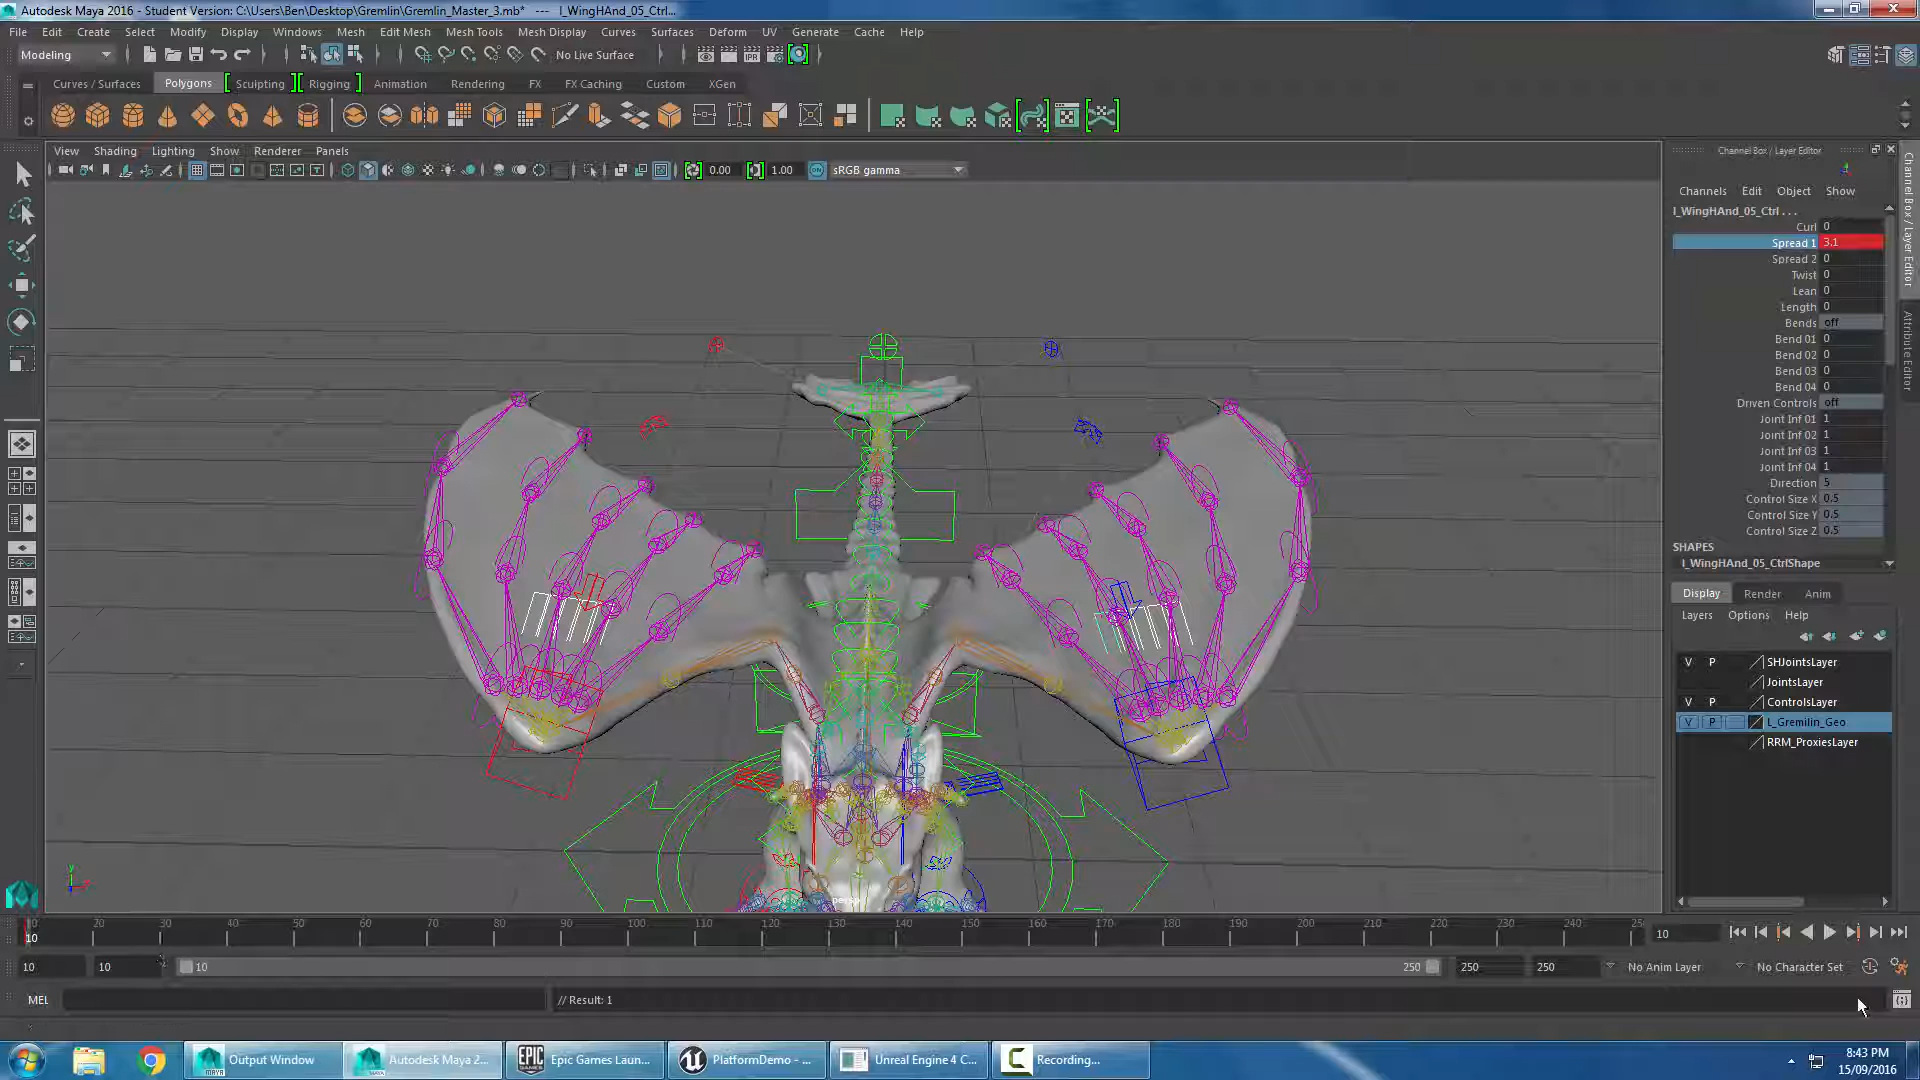 Autodesk Maya 2016 - Student Version: C:\Users\Ben\Desktop\Gremlin\Gremlin_Master_3.mb* --- l_WingHAnd_05_Ctrl...
File Edit Create Select Modify Display Windows Mesh Edit Mesh Mesh Tools Mesh Display Curves Surfaces Deform UV Generate Cache Help
Modeling No Live Surface
Curves / Surfaces Polygons Sculpting Rigging Animation Rendering FX FX Caching Custom XGen
View Shading Lighting Show Renderer Panels
0.00 1.00 sRGB gamma
Channel Box / Layer Editor
Channels Edit Object Show
l_WingHAnd_05_Ctrl . . .
Curl 0
Spread 1 3.1
Spread 2 0
Twist 0
Lean 0
Length 0
Bends off
Bend 01 0
Bend 02 0
Bend 03 0
Bend 04 0
Driven Controls off
Joint Inf 01 1
Joint Inf 02 1
Joint Inf 03 1
Joint Inf 04 1
Direction 5
Control Size X 0.5
Control Size Y 0.5
Control Size Z 0.5
SHAPES
l_WingHAnd_05_CtrlShape
Display Render Anim
Layers Options Help
V P SHJointsLayer
JointsLayer
V P ControlsLayer
V P L_Gremilin_Geo
RRM_ProxiesLayer
Channel Box / Layer Editor
Attribute Editor
persp
10 20 30 40 50 60 70 80 90 100 110 120 130 140 150 160 170 180 190 200 210 220 230 240 25
10 10
10 10 10 250 250 250 No Anim Layer No Character Set
MEL // Result: 1
Output Window Autodesk Maya 2... Epic Games Laun... PlatformDemo - ... Unreal Engine 4 C... Recording...
8:43 PM
15/09/2016